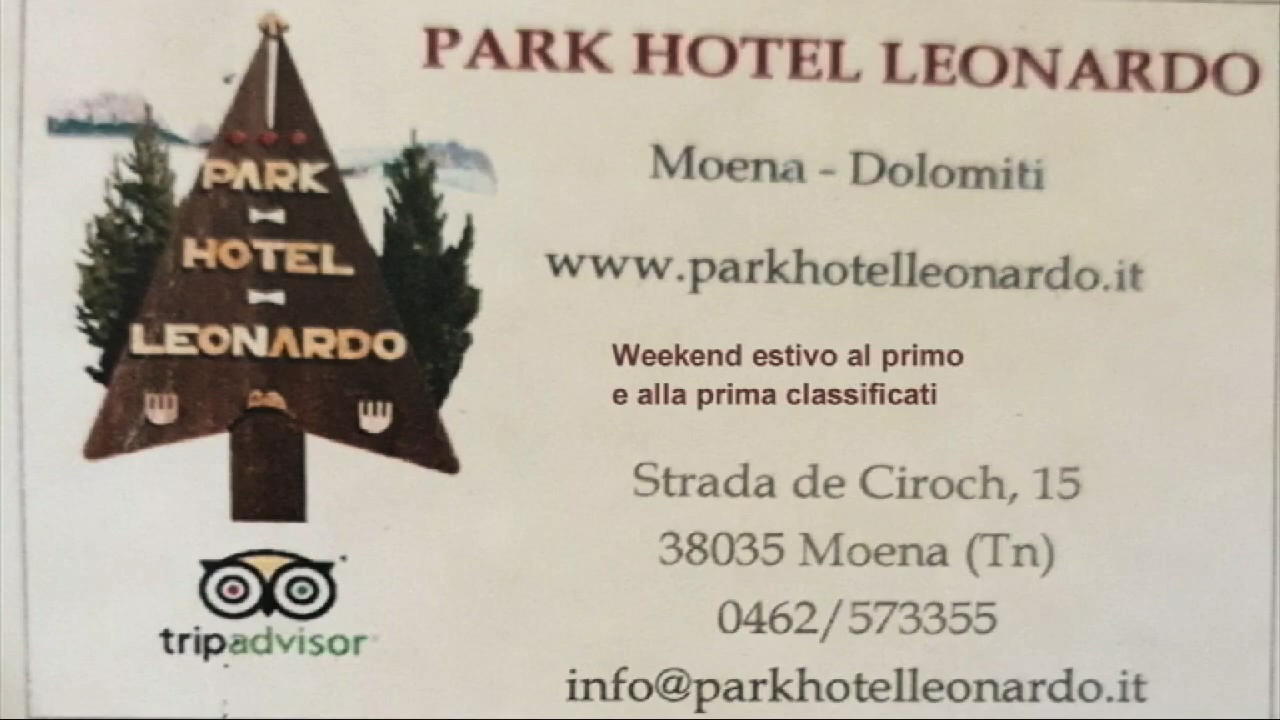 PARK HOTEL LEONARDO
Moena - Dolomiti
www.parkhotelleonardo.it
Weekend estivo al primo
e alla prima classificati
Strada de Ciroch, 15
38035 Moena (Tn)
0462/573355
info@parkhotelleonardo.it
PARK
HOTEL
LEONARDO
tripadvisor